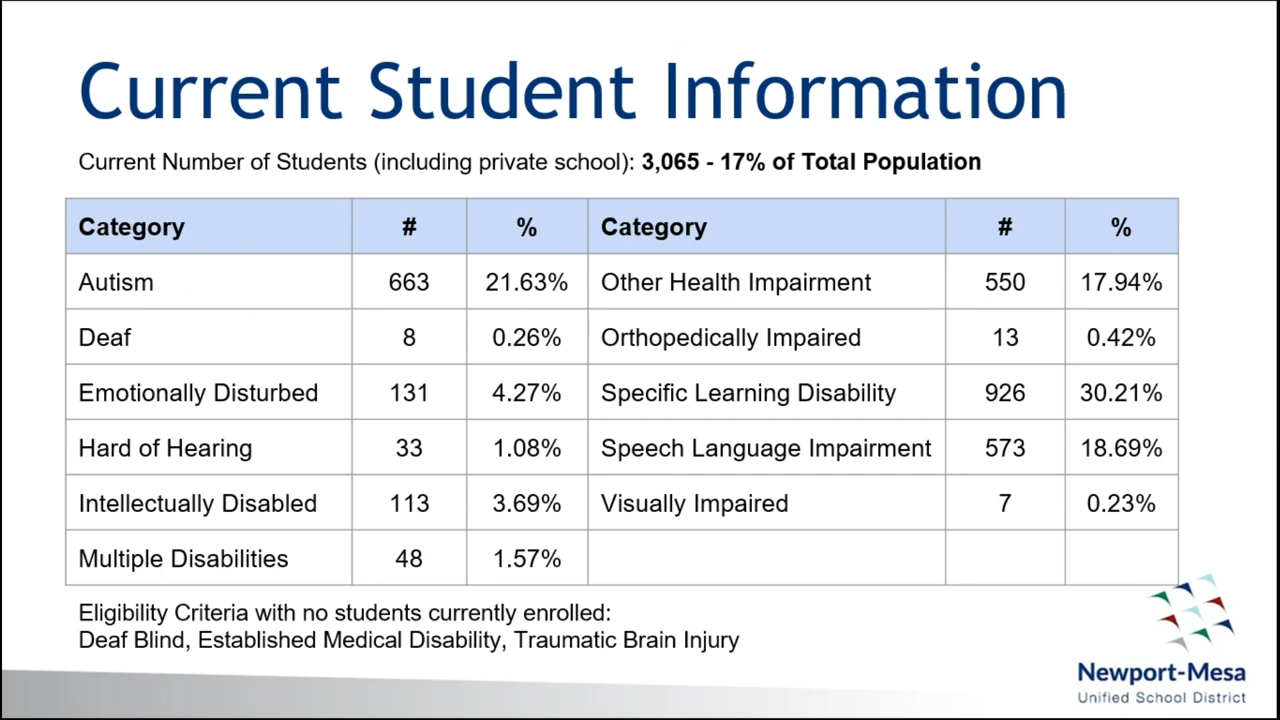 Current Student Information
Current Number of Students (including private school): 3,065 - 17% of Total Population
Category # % Category # %
Autism 663 21.63% Other Health Impairment 550 17.94%
Deaf 8 0.26% Orthopedically Impaired 13 0.42%
Emotionally Disturbed 131 4.27% Specific Learning Disability 926 30.21%
Hard of Hearing 33 1.08% Speech Language Impairment 573 18.69%
Intellectually Disabled 113 3.69% Visually Impaired 7 0.23%
Multiple Disabilities 48 1.57%
Eligibility Criteria with no students currently enrolled:
Deaf Blind, Established Medical Disability, Traumatic Brain Injury
Newport-Mesa
Unified School District